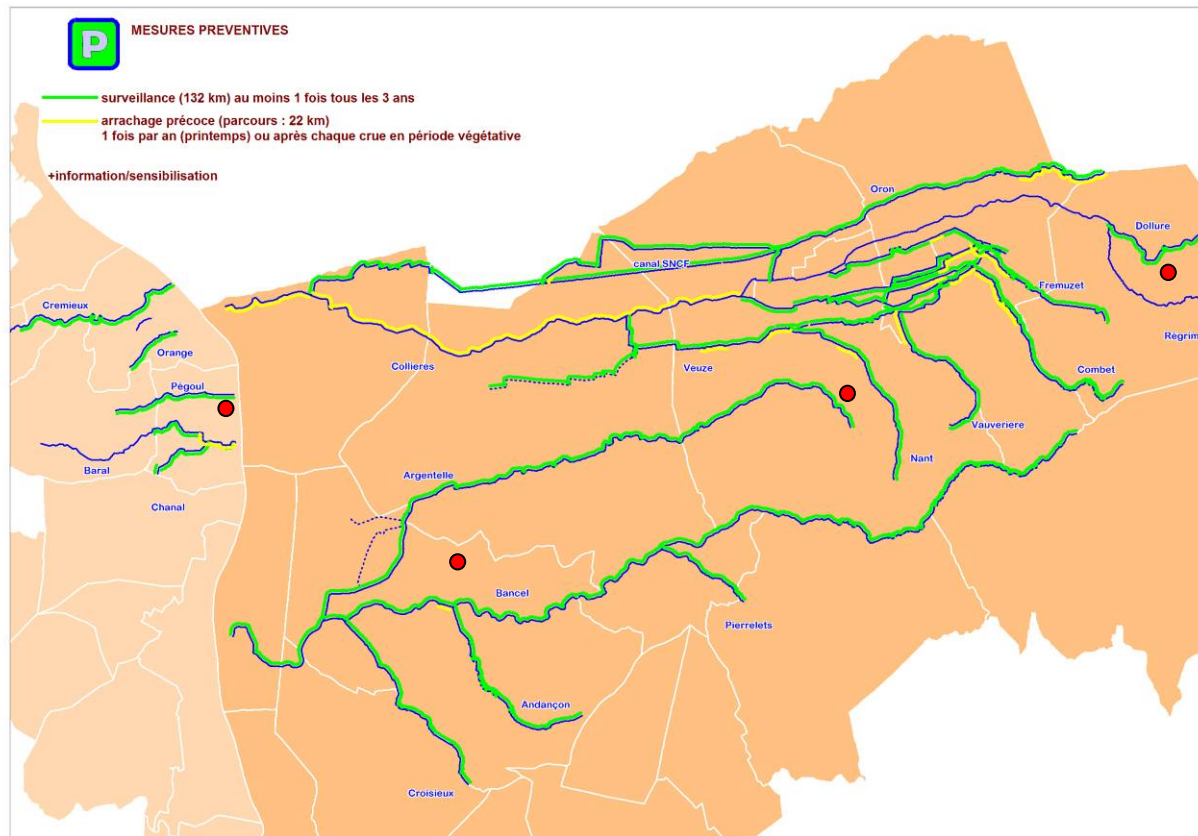 P
MESURES PREVENTIVES
surveillance (132 km) au moins 1 fois tous les 3 ans
arrachage précoce (parcours : 22 km)
1 fois par an (printemps) ou après chaque crue en période végétative
+information/sensibilisation
Oron
Dollure
canal SNCF
Cremieux
Fremuzet
Régrim
Orange
Collières
Veuze
Combet
Pégoul
Vauveriere
Baral
Argentelle
Nant
Chanal
Bancel
Pierrelets
Andançon
Croisieux